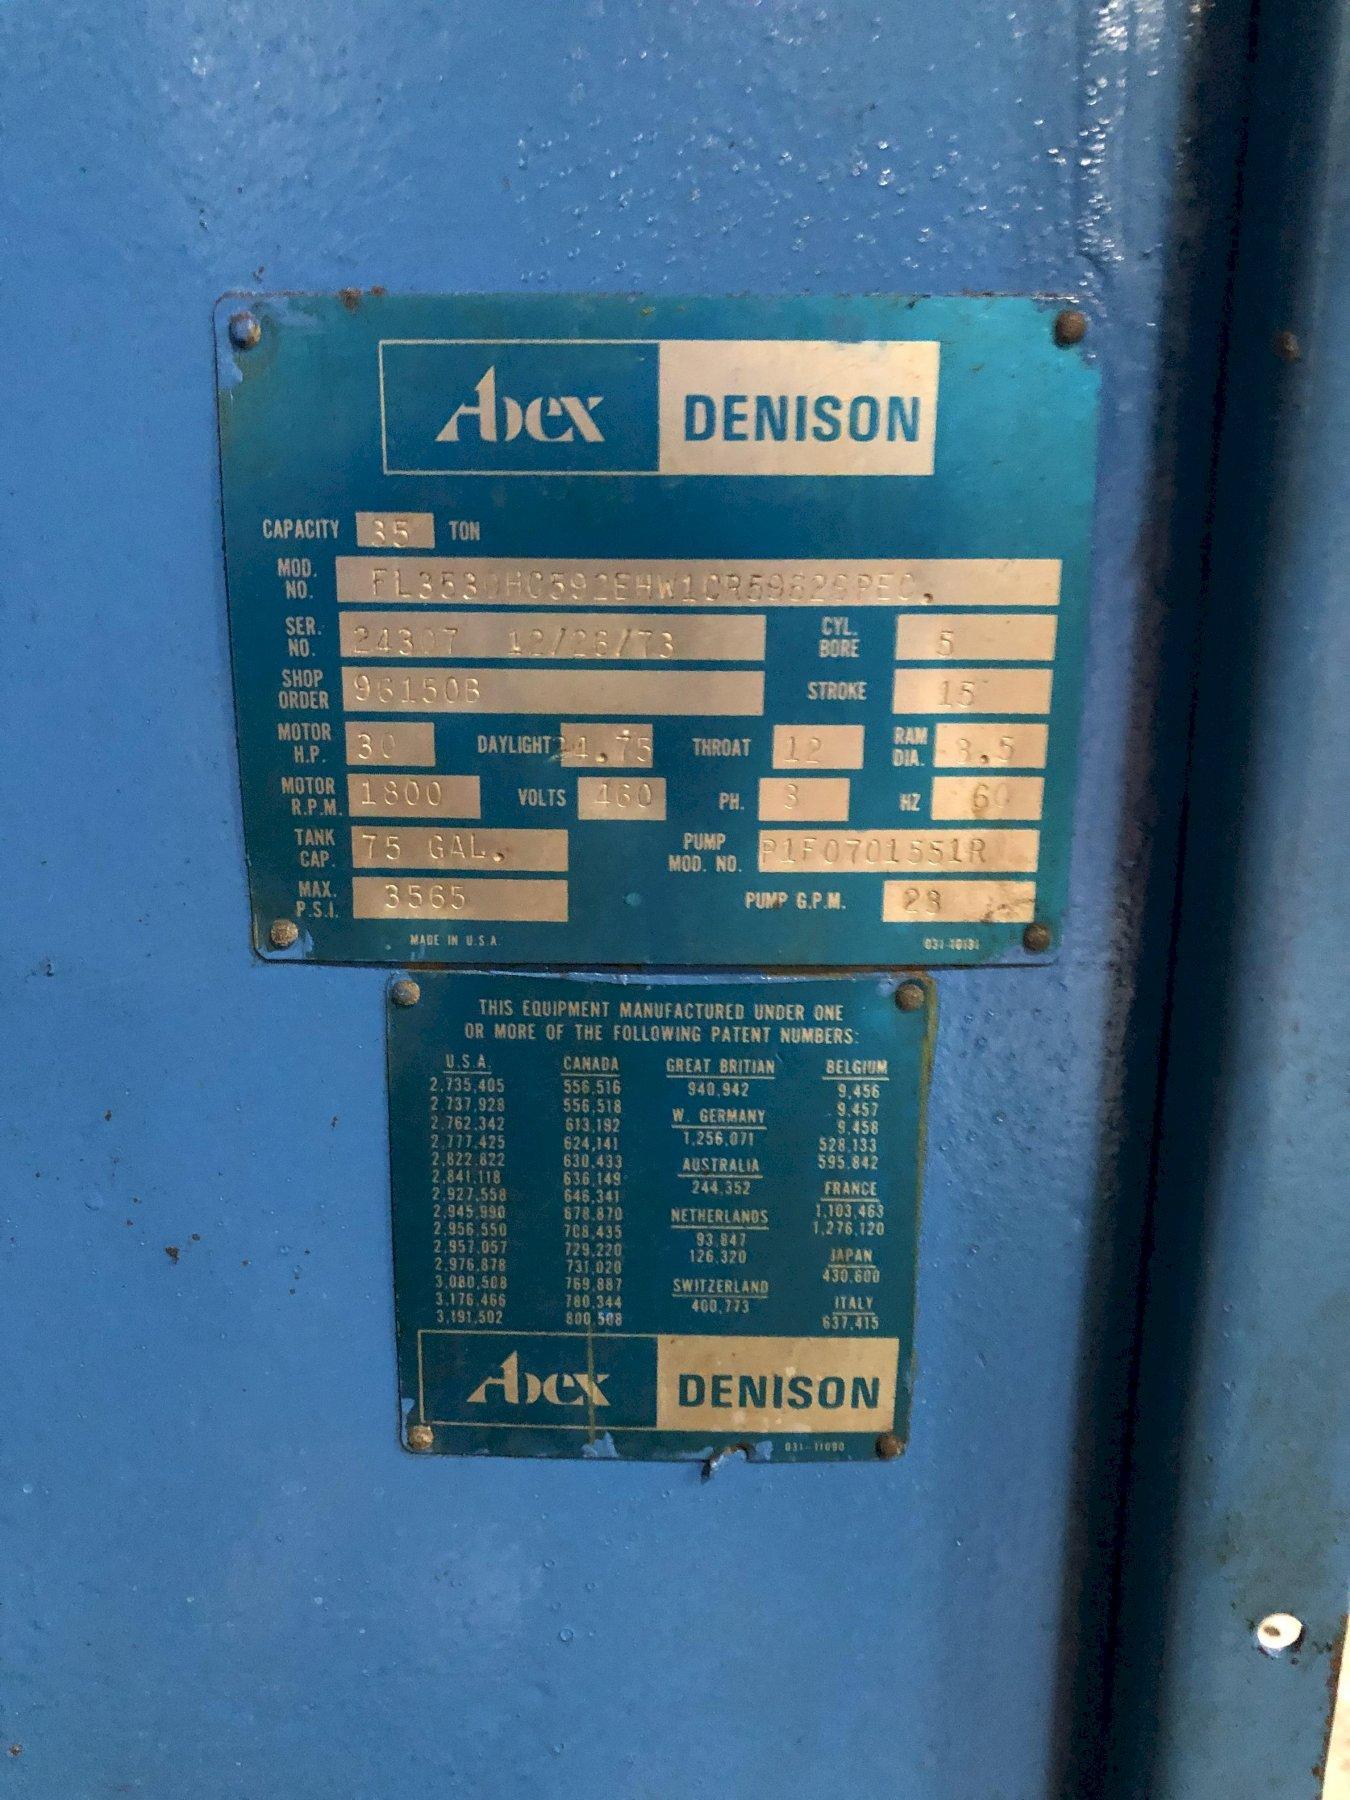 Abex DENISON
CAPACITY 35 TON
MOD. NO. FL3530HC592EHW1CR59626SPEC.
SER. NO. 24307 12/26/73 CYL. BORE 5
SHOP ORDER 96150B STROKE 15
MOTOR H.P. 30 DAYLIGHT 24.75 THROAT 12 RAM DIA. 3.5
MOTOR R.P.M. 1800 VOLTS 460 PH. 3 HZ 60
TANK CAP. 75 GAL. PUMP MOD. NO. P1F0701551R
MAX. P.S.I. 3565 PUMP G.P.M. 23
MADE IN U.S.A. 031-10131
THIS EQUIPMENT MANUFACTURED UNDER ONE
OR MORE OF THE FOLLOWING PATENT NUMBERS:
U.S.A.
2,735,405
2,737,928
2,762,342
2,777,425
2,822,822
2,841,118
2,927,558
2,945,990
2,956,550
2,957,057
2,976,878
3,080,508
3,176,466
3,191,502
CANADA
556,516
556,518
613,192
624,141
630,433
636,149
646,341
678,870
708,435
729,220
731,020
769,887
780,344
800,508
GREAT BRITIAN
940,942
W. GERMANY
1,256,071
AUSTRALIA
244,352
NETHERLANDS
93,847
126,320
SWITZERLAND
400,773
BELGIUM
9,456
9,457
9,458
528,133
595,842
FRANCE
1,103,463
1,276,120
JAPAN
430,600
ITALY
637,415
Abex DENISON
031-11090